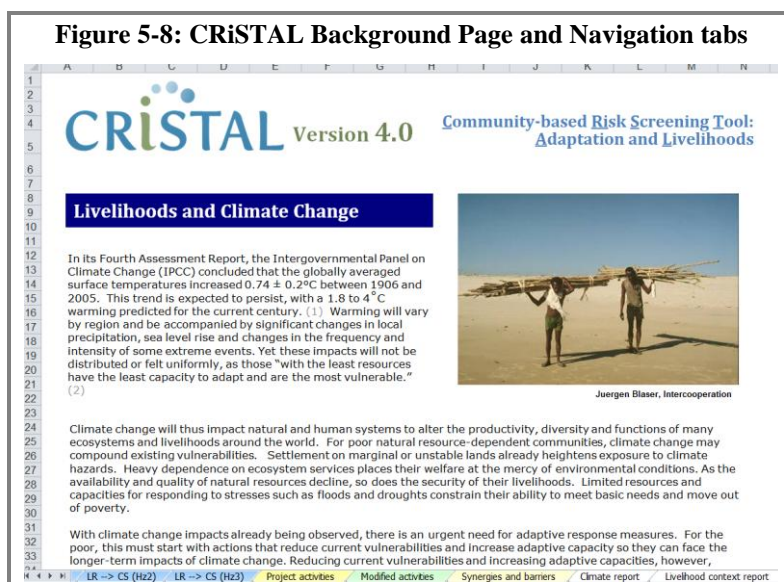 Figure 5-8: CRiSTAL Background Page and Navigation tabs
A B C D E F G H I J K L M N
1
2
3
4
5
6
7
8
9
10
11
12
13
14
15
16
17
18
19
20
21
22
23
24
25
26
27
28
29
30
31
32
33
CRiSTAL Version 4.0
Community-based Risk Screening Tool:
Adaptation and Livelihoods
Livelihoods and Climate Change
In its Fourth Assessment Report, the Intergovernmental Panel on
Climate Change (IPCC) concluded that the globally averaged
surface temperatures increased 0.74 ± 0.2°C between 1906 and
2005. This trend is expected to persist, with a 1.8 to 4°C
warming predicted for the current century. (1) Warming will vary
by region and be accompanied by significant changes in local
precipitation, sea level rise and changes in the frequency and
intensity of some extreme events. Yet these impacts will not be
distributed or felt uniformly, as those “with the least resources
have the least capacity to adapt and are the most vulnerable.”
(2)
Juergen Blaser, Intercooperation
Climate change will thus impact natural and human systems to alter the productivity, diversity and functions of many
ecosystems and livelihoods around the world. For poor natural resource-dependent communities, climate change may
compound existing vulnerabilities. Settlement on marginal or unstable lands already heightens exposure to climate
hazards. Heavy dependence on ecosystem services places their welfare at the mercy of environmental conditions. As the
availability and quality of natural resources decline, so does the security of their livelihoods. Limited resources and
capacities for responding to stresses such as floods and droughts constrain their ability to meet basic needs and move out
of poverty.
With climate change impacts already being observed, there is an urgent need for adaptive response measures. For the
poor, this must start with actions that reduce current vulnerabilities and increase adaptive capacity so they can face the
longer-term impacts of climate change. Reducing current vulnerabilities and increasing adaptive capacities, however,
LR --> CS (Hz2) LR --> CS (Hz3) Project activities Modified activities Synergies and barriers Climate report Livelihood context report